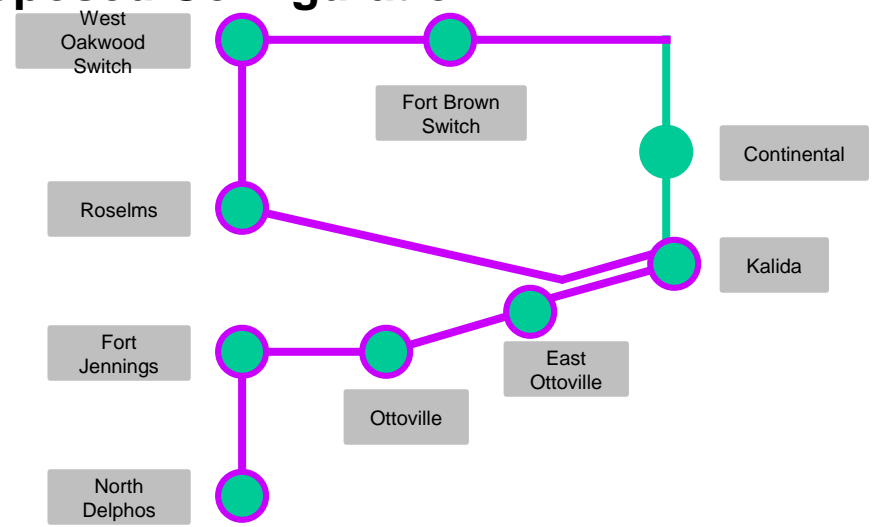 West
Oakwood
Switch
Fort Brown
Switch
Continental
Roselms
Kalida
Fort
Jennings
East
Ottoville
Ottoville
North
Delphos